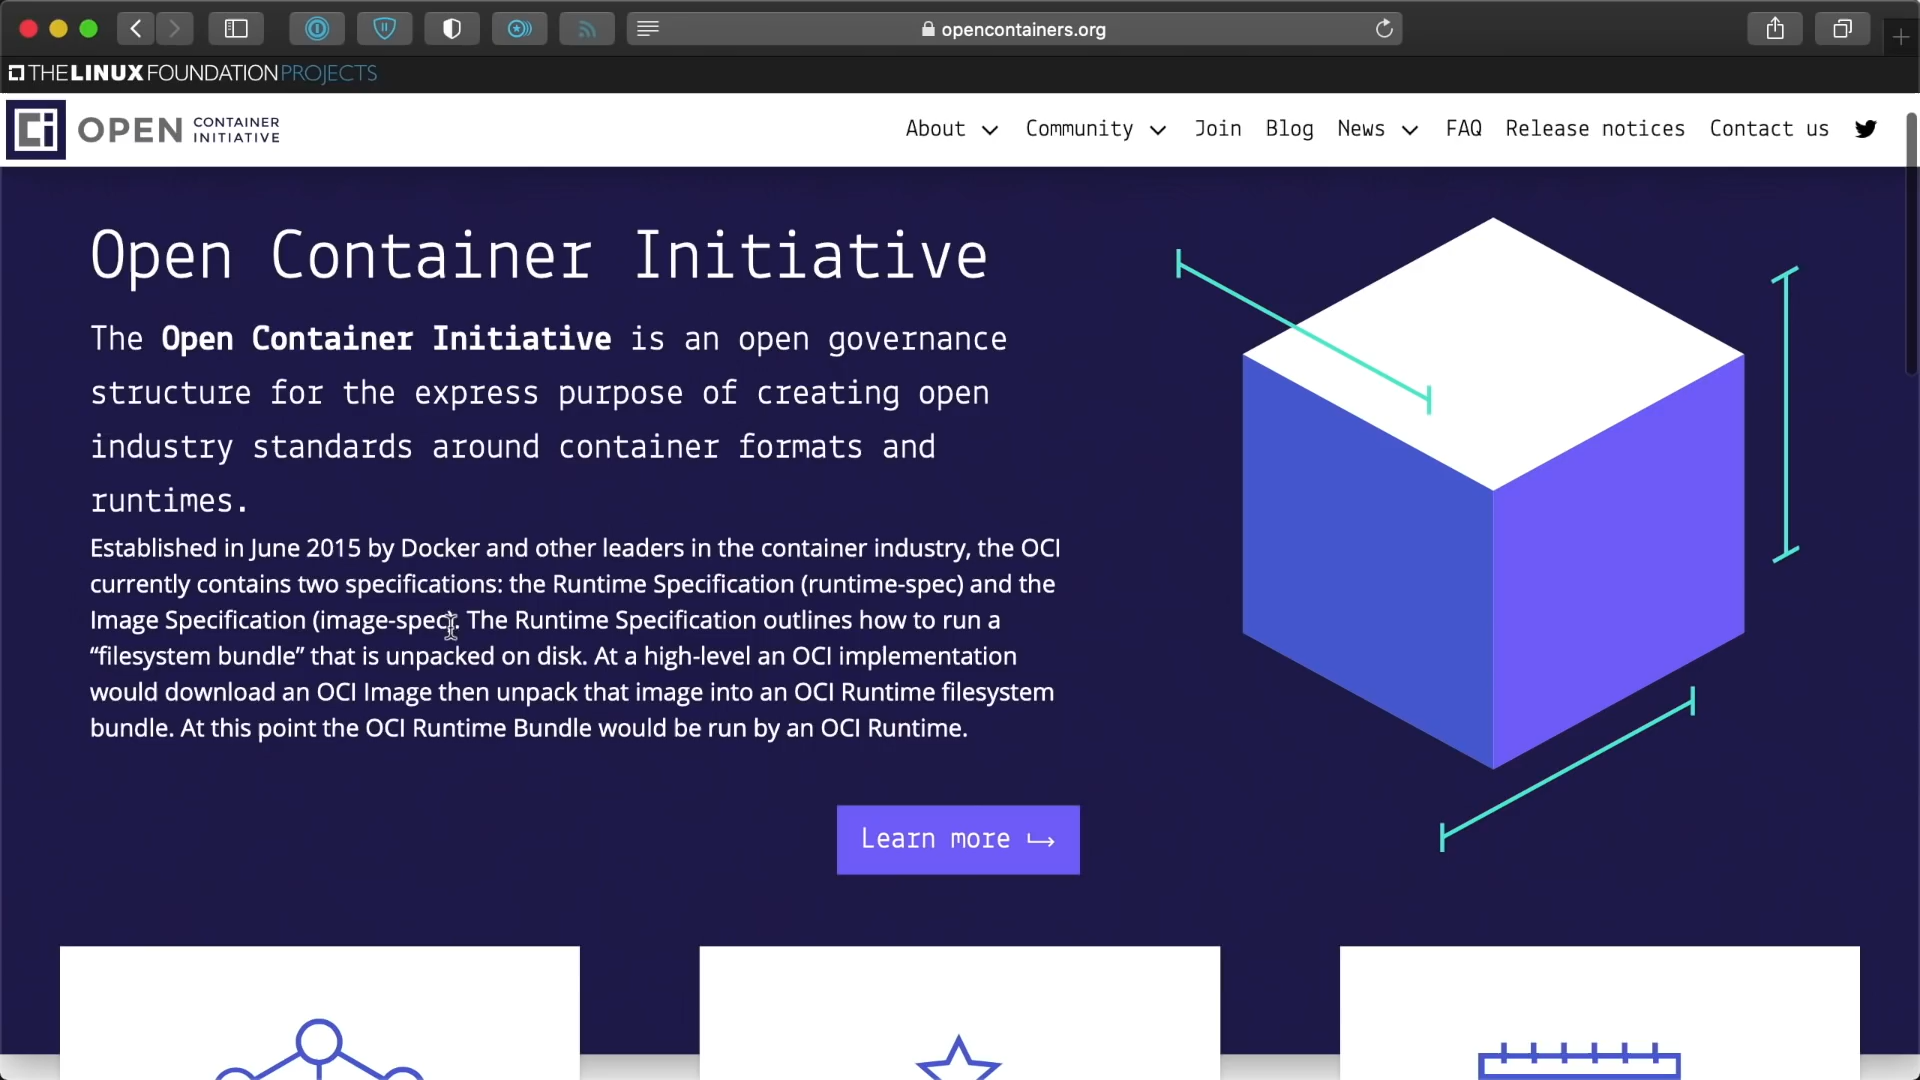 opencontainers.org
THE LINUX FOUNDATION PROJECTS
Ci OPEN CONTAINER INITIATIVE
About Community Join Blog News FAQ Release notices Contact us
Open Container Initiative
The Open Container Initiative is an open governance
structure for the express purpose of creating open
industry standards around container formats and
runtimes.
Established in June 2015 by Docker and other leaders in the container industry, the OCI
currently contains two specifications: the Runtime Specification (runtime-spec) and the
Image Specification (image-spec). The Runtime Specification outlines how to run a
“filesystem bundle” that is unpacked on disk. At a high-level an OCI implementation
would download an OCI Image then unpack that image into an OCI Runtime filesystem
bundle. At this point the OCI Runtime Bundle would be run by an OCI Runtime.
Learn more